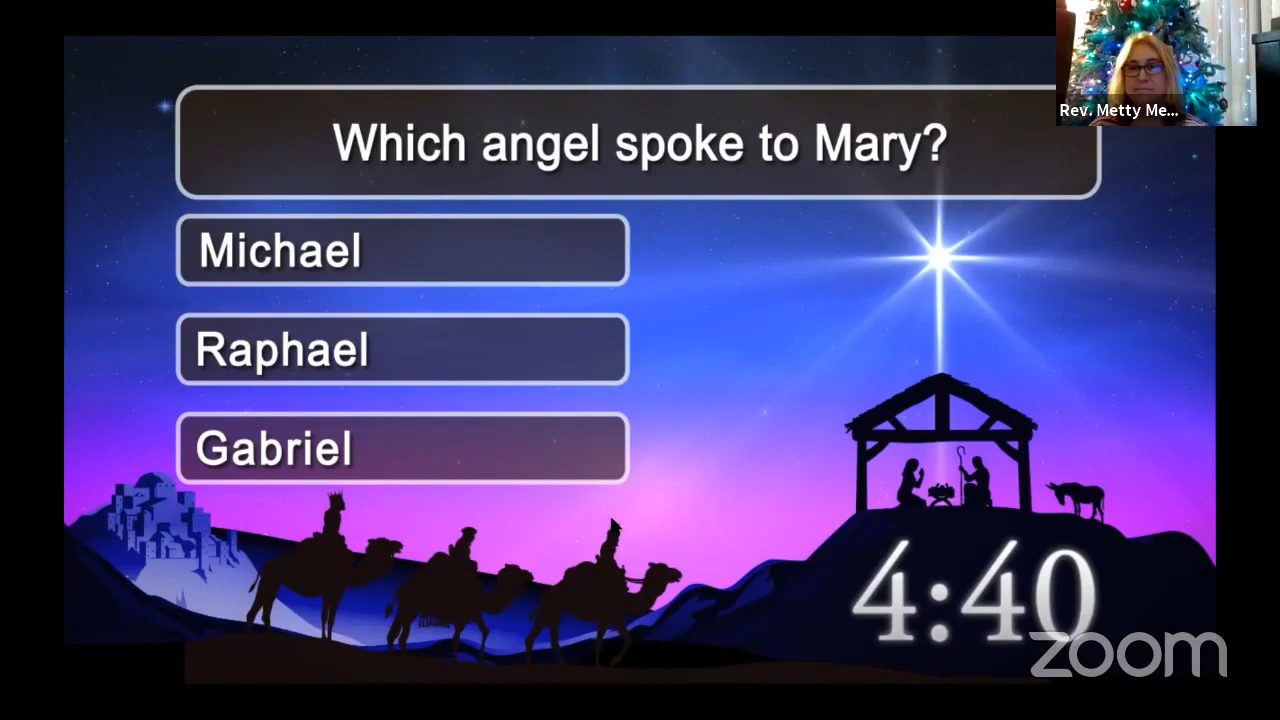 Rev. Metty Me...
Which angel spoke to Mary?
Michael
Raphael
Gabriel
4:40
zoom